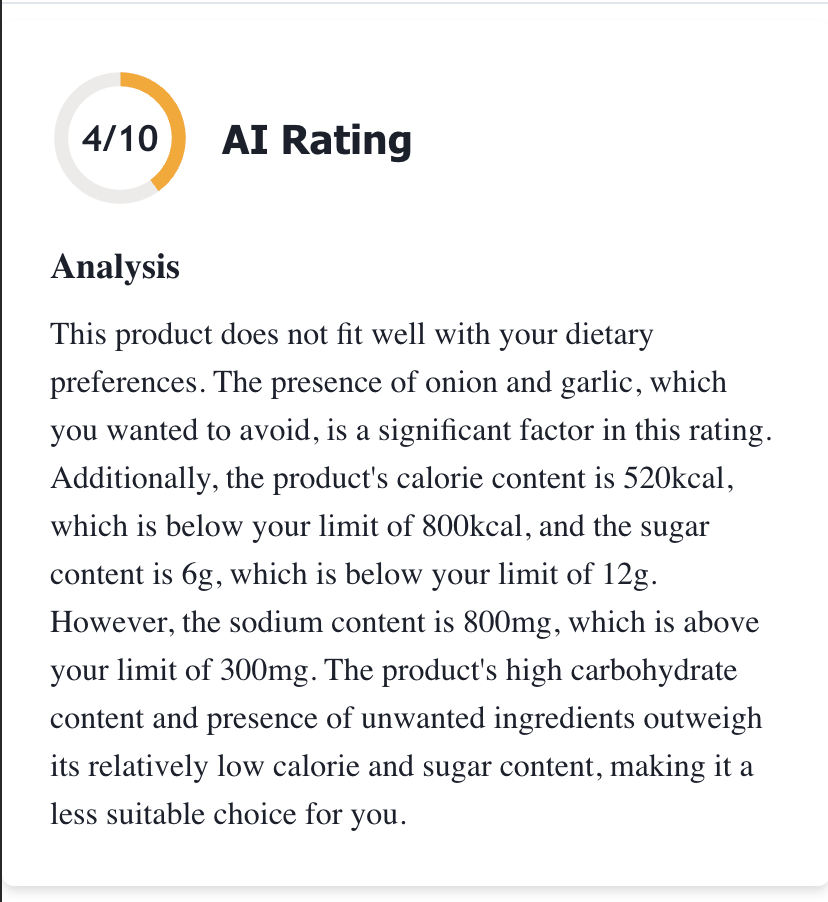 4/10
AI Rating
Analysis
This product does not fit well with your dietary
preferences. The presence of onion and garlic, which
you wanted to avoid, is a significant factor in this rating.
Additionally, the product's calorie content is 520kcal,
which is below your limit of 800kcal, and the sugar
content is 6g, which is below your limit of 12g.
However, the sodium content is 800mg, which is above
your limit of 300mg. The product's high carbohydrate
content and presence of unwanted ingredients outweigh
its relatively low calorie and sugar content, making it a
less suitable choice for you.